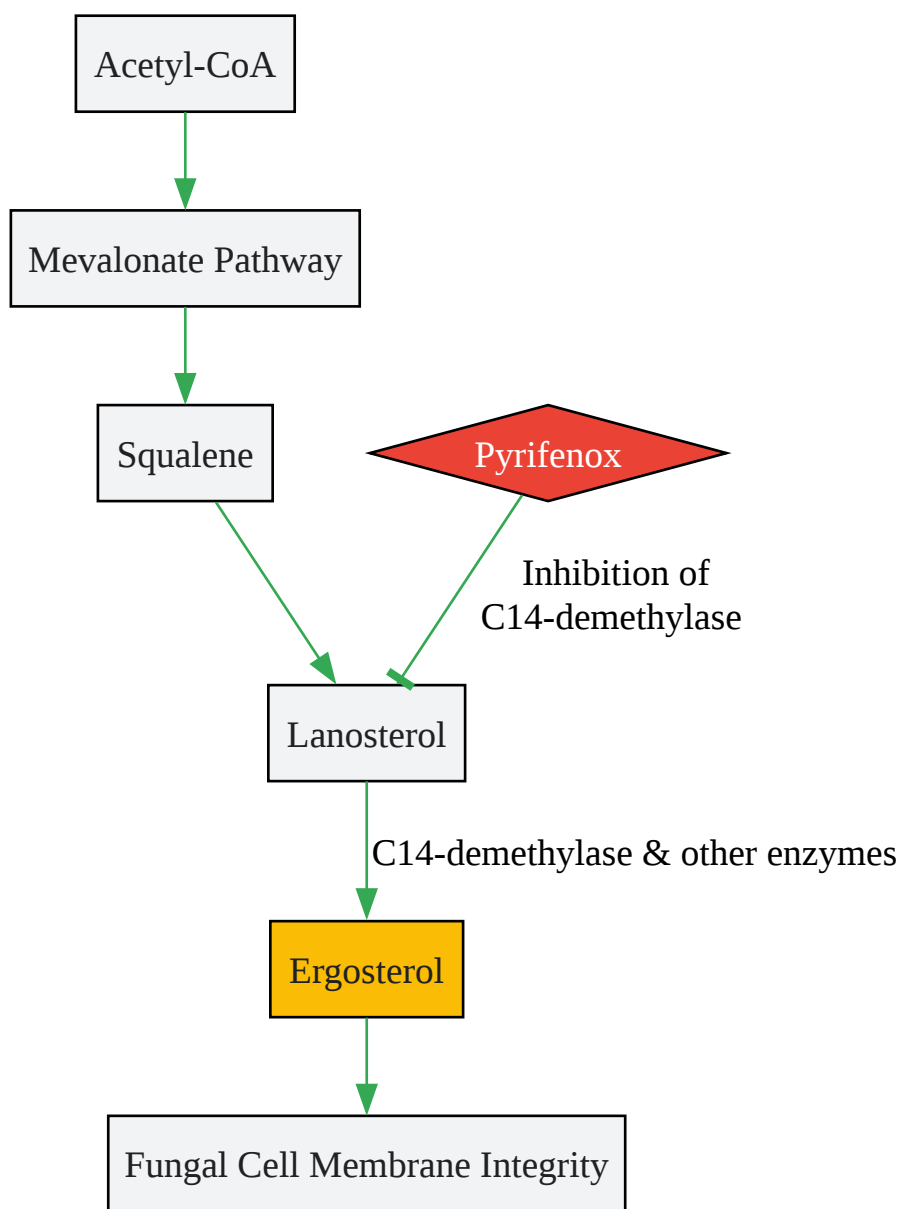 Acetyl-CoA
Mevalonate Pathway
Squalene
Pyrifenox
Inhibition of
C14-demethylase
Lanosterol
C14-demethylase & other enzymes
Ergosterol
Fungal Cell Membrane Integrity